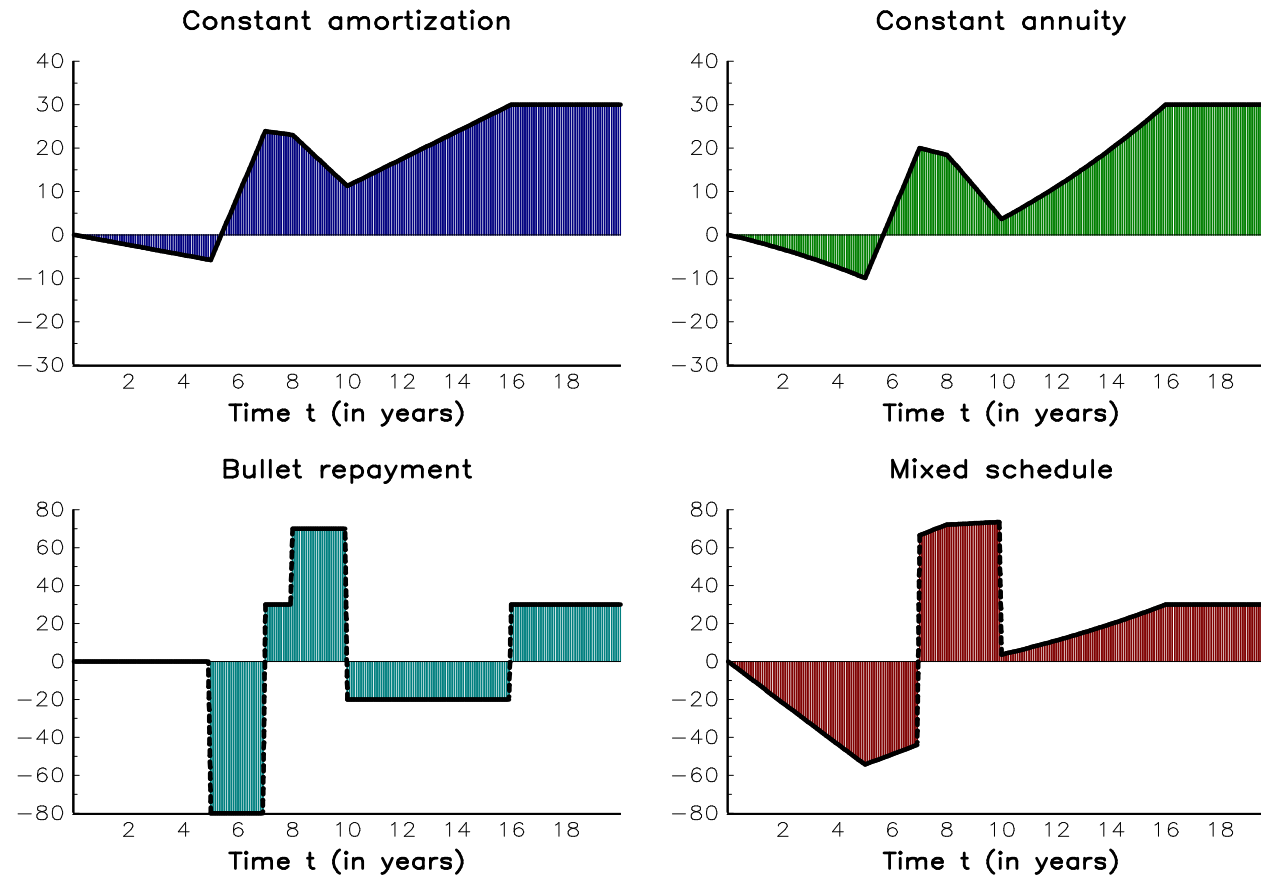 Constant amortization
40
30
20
10
0
−10
−20
−30
2 4 6 8 10 12 14 16 18
Time t (in years)
Constant annuity
40
30
20
10
0
−10
−20
−30
2 4 6 8 10 12 14 16 18
Time t (in years)
Bullet repayment
80
60
40
20
0
−20
−40
−60
−80
2 4 6 8 10 12 14 16 18
Time t (in years)
Mixed schedule
80
60
40
20
0
−20
−40
−60
−80
2 4 6 8 10 12 14 16 18
Time t (in years)